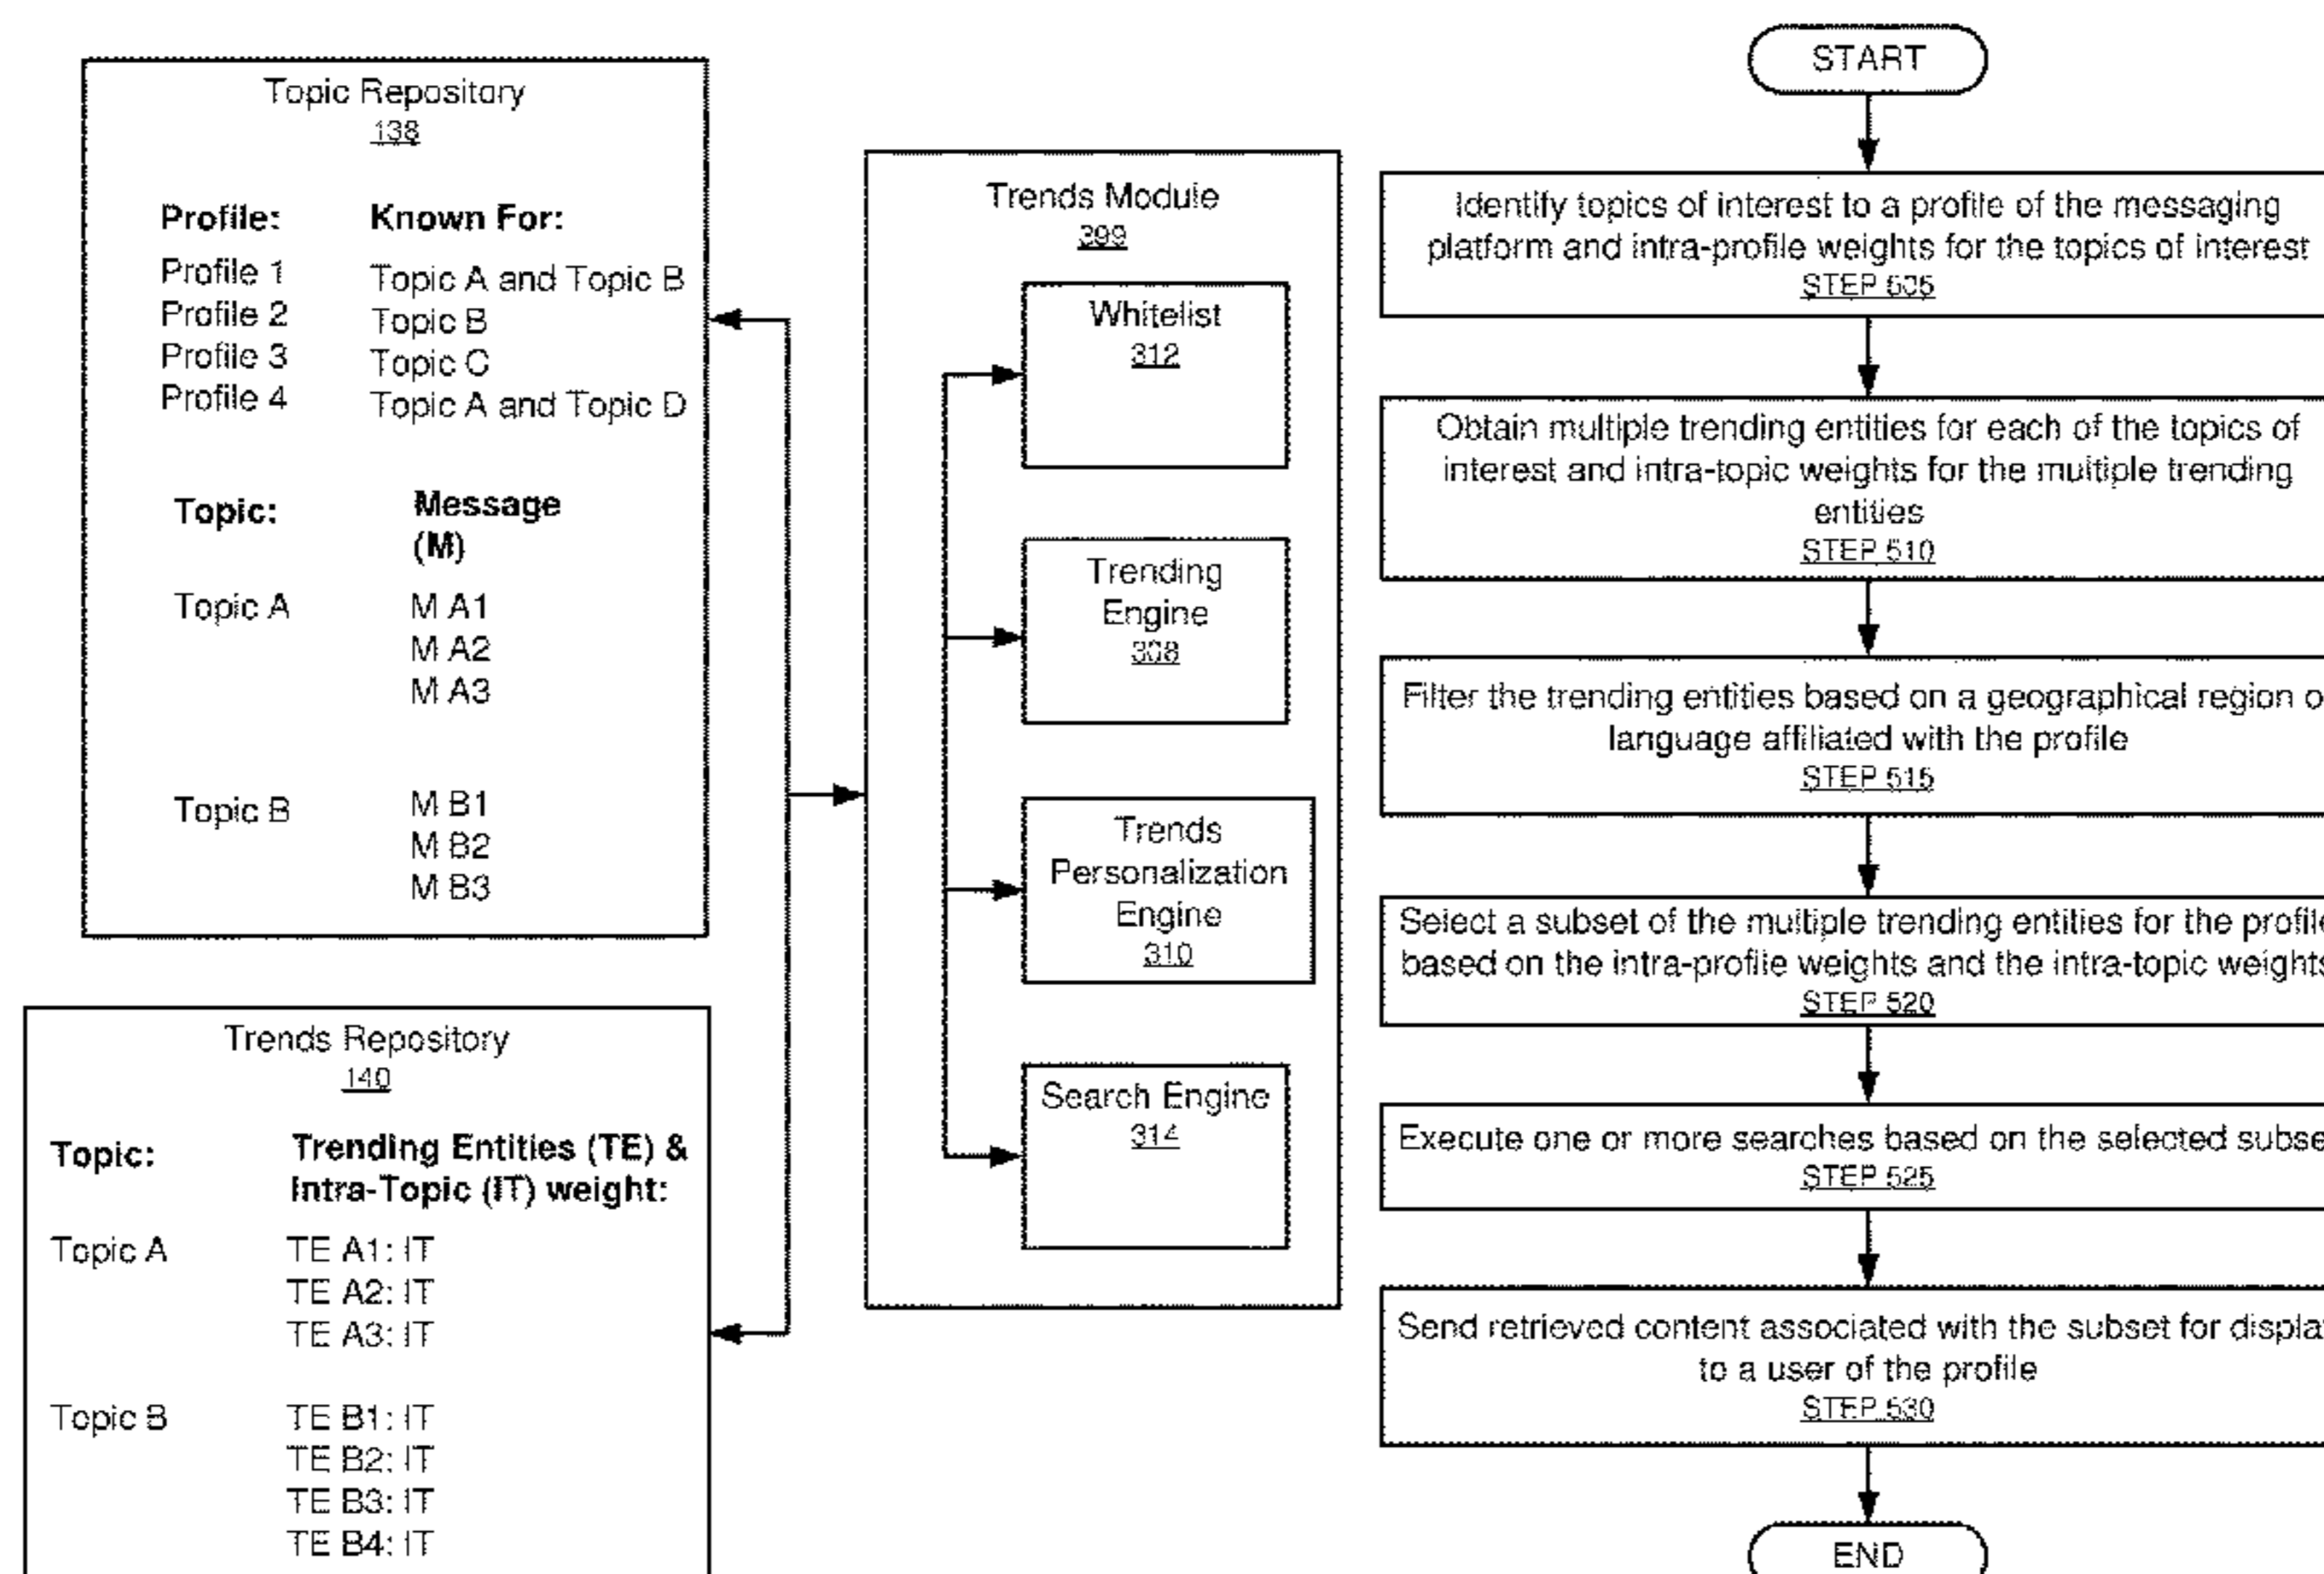 Topic Repository
138
Profile: Known For:
Profile 1 Topic A and Topic B
Profile 2 Topic B
Profile 3 Topic C
Profile 4 Topic A and Topic D
Topic: Message
(M)
Topic A M A1
M A2
M A3
Topic B M B1
M B2
M B3
Trends Repository
140
Topic: Trending Entities (TE) &
Intra-Topic (IT) weight:
Topic A TE A1: IT
TE A2: IT
TE A3: IT
Topic B TE B1: IT
TE B2: IT
TE B3: IT
TE B4: IT
Trends Module
399
Whitelist
312
Trending
Engine
308
Trends
Personalization
Engine
310
Search Engine
314
START
Identify topics of interest to a profile of the messaging
platform and intra-profile weights for the topics of interest
STEP 505
Obtain multiple trending entities for each of the topics of
interest and intra-topic weights for the multiple trending
entities
STEP 510
Filter the trending entities based on a geographical region o
language affiliated with the profile
STEP 515
Select a subset of the multiple trending entities for the profile
based on the intra-profile weights and the intra-topic weights
STEP 520
Execute one or more searches based on the selected subse
STEP 525
Send retrieved content associated with the subset for displa
to a user of the profile
STEP 530
END